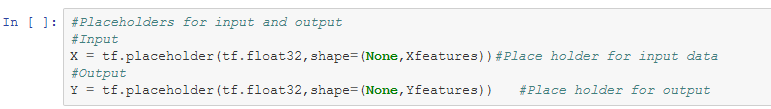 In [ ]: #Placeholders for input and output
#Input
X = tf.placeholder(tf.float32,shape=(None,Xfeatures))#Place holder for input data
#Output
Y = tf.placeholder(tf.float32,shape=(None,Yfeatures))   #Place holder for output